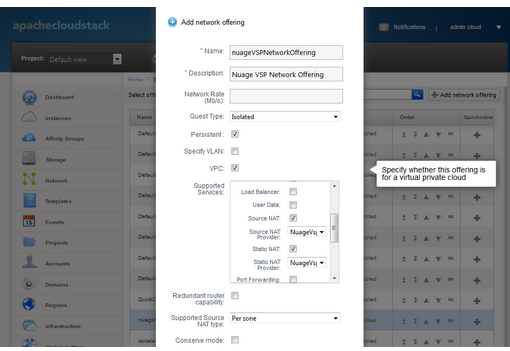 apachecloudstack
Notifications
admin cloud
Project:
Default view
Home
Select
Add network offering
Name
Order
Quickview
Dashboard
Instances
Affinity Groups
Storage
Network
Templates
Events
Projects
Accounts
Domains
Regions
Infrastructure
Add network offering
* Name:
nuageVSPNetworkOffering
* Description:
Nuage VSP Network Offering
Network Rate
(Mb/s):
Guest Type:
Isolated
Persistent :
Specify VLAN:
VPC:
Specify whether this offering is
for a virtual private cloud
Supported
Services:
Load Balancer:
User Data:
Source NAT:
Source NAT
Provider:
NuageVs
Static NAT:
Static NAT
Provider:
NuageVs
Port Forwarding:
Redundant router
capability:
Supported Source
NAT type:
Per zone
Conserve mode: